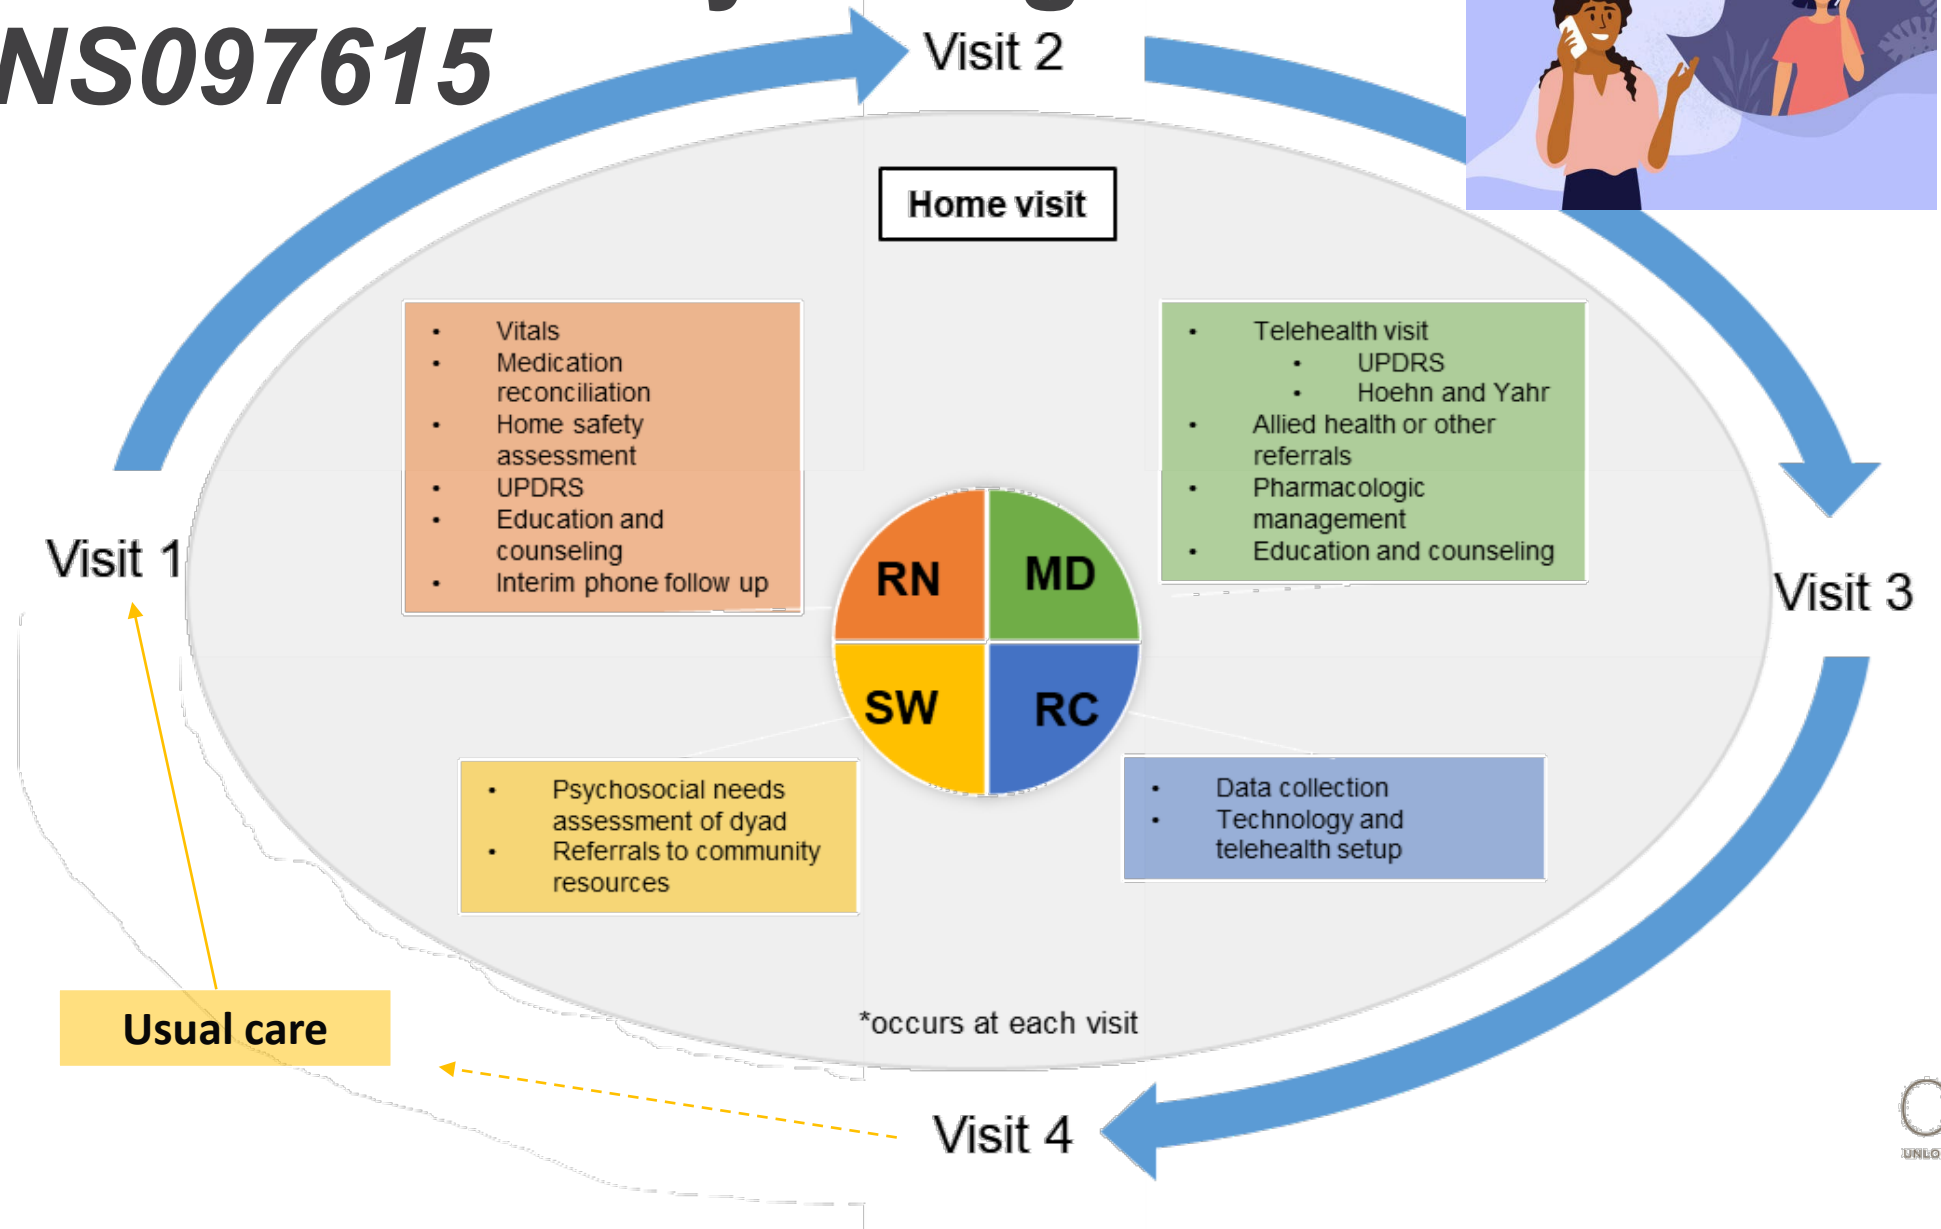 NS097615
Visit 2
Home visit
• Vitals
• Medication
reconciliation
• Home safety
assessment
• UPDRS
• Education and
counseling
• Interim phone follow up
• Telehealth visit
• UPDRS
• Hoehn and Yahr
• Allied health or other
referrals
• Pharmacologic
management
• Education and counseling
Visit 1
RN
MD
Visit 3
SW
RC
• Psychosocial needs
assessment of dyad
• Referrals to community
resources
• Data collection
• Technology and
telehealth setup
Usual care
*occurs at each visit
Visit 4
UNLO